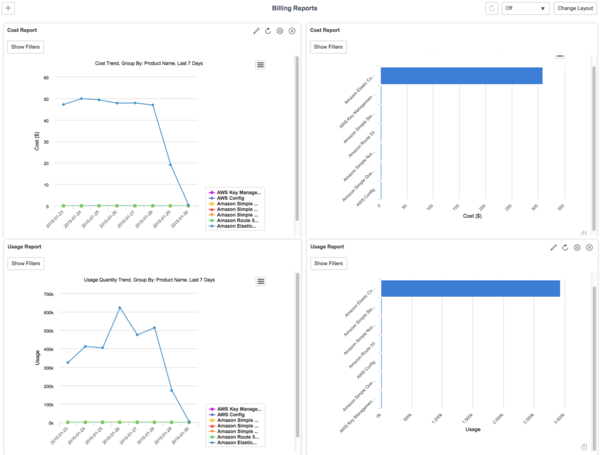 +
Billing Reports
Off
Change Layout
Cost Report
Show Filters
Cost Trend, Group By: Product Name, Last 7 Days
Cost ($)
60
50
40
30
20
10
0
2015-01-23
2015-01-24
2015-01-25
2015-01-26
2015-01-27
2015-01-28
2015-01-29
2015-01-30
AWS Key Manage...
AWS Config
Amazon Simple ...
Amazon Simple ...
Amazon Simple ...
Amazon Route 5...
Amazon Elastic...
Cost Report
Show Filters
Amazon Elastic Co...
AWS Key Managemen...
Amazon Simple Sto...
Amazon Route 53
Amazon Simple Not...
Amazon Simple Que...
AWS Config
0
50
100
150
200
250
300
350
Cost ($)
Usage Report
Show Filters
Usage Quantity Trend, Group By: Product Name, Last 7 Days
Usage
700k
600k
500k
400k
300k
200k
100k
0k
2015-01-23
2015-01-24
2015-01-25
2015-01-26
2015-01-27
2015-01-28
2015-01-29
2015-01-30
AWS Key Manage...
AWS Config
Amazon Simple ...
Amazon Simple ...
Amazon Simple ...
Amazon Route 5...
Amazon Elastic...
Usage Report
Show Filters
Amazon Elastic Co...
Amazon Simple Sto...
Amazon Simple Not...
Amazon Route 53
AWS Config
Amazon Simple Que...
AWS Key Managemen...
0k
500k
1,000k
1,500k
2,000k
2,500k
3,000k
Usage